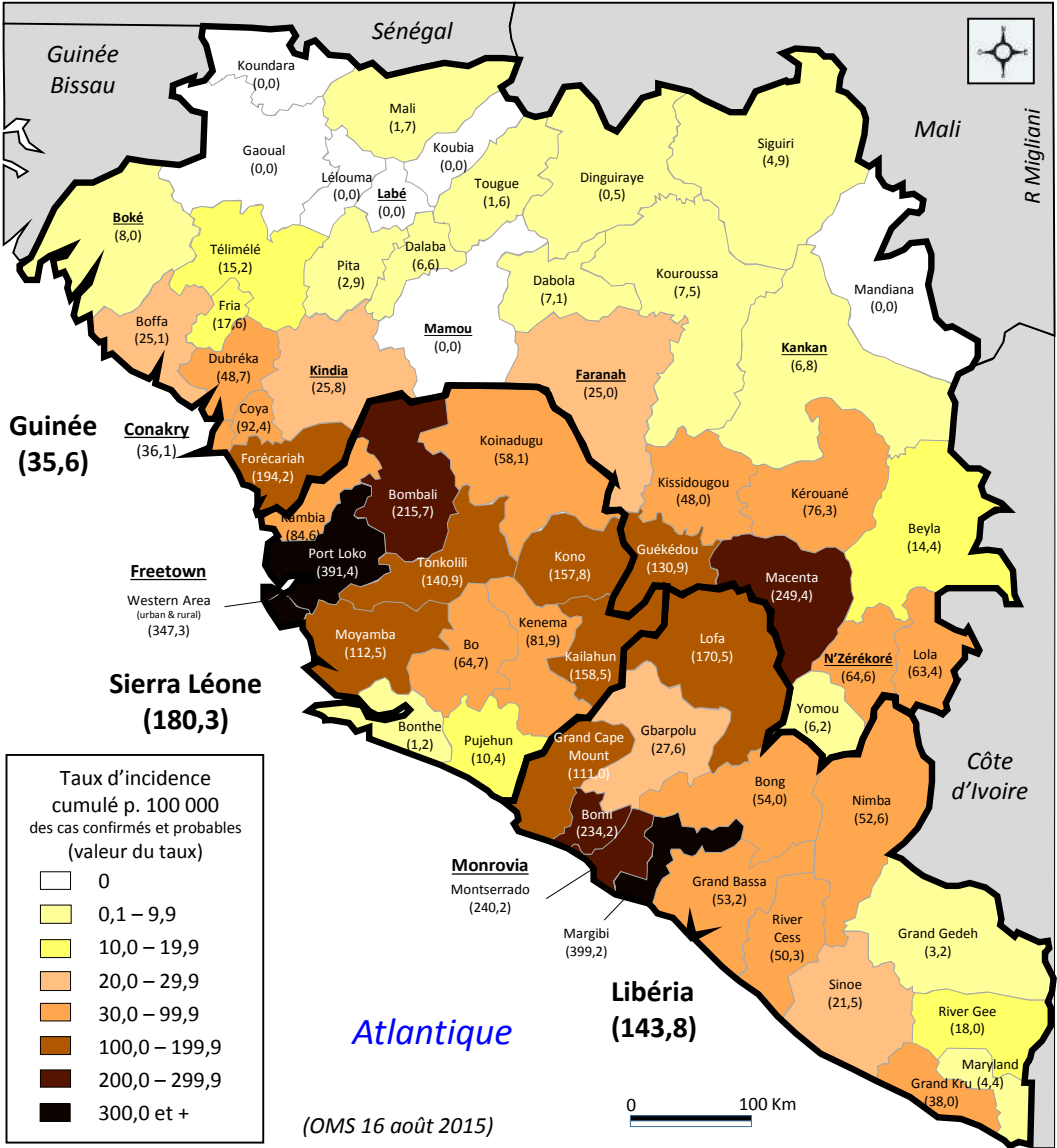 Sénégal
Guinée
Bissau
Mali
R Migliani
Côte
d'Ivoire
Koundara
(0,0)
Mali
(1,7)
Gaoual
(0,0)
Lélouma
(0,0)
Koubia
(0,0)
Labé
(0,0)
Tougue
(1,6)
Dinguiraye
(0,5)
Siguiri
(4,9)
Boké
(8,0)
Télimélé
(15,2)
Pita
(2,9)
Dalaba
(6,6)
Dabola
(7,1)
Kouroussa
(7,5)
Mandiana
(0,0)
Fria
(17,6)
Boffa
(25,1)
Mamou
(0,0)
Kankan
(6,8)
Dubréka
(48,7)
Kindia
(25,8)
Faranah
(25,0)
Coya
(92,4)
Guinée
(35,6)
Conakry
(36,1)
Forécariah
(194,2)
Koinadugu
(58,1)
Kissidougou
(48,0)
Kérouané
(76,3)
Bombali
(215,7)
Kambia
(84,6)
Beyla
(14,4)
Port Loko
(391,4)
Tonkolili
(140,9)
Kono
(157,8)
Guékédou
(130,9)
Macenta
(249,4)
Freetown
Western Area
(urban & rural)
(347,3)
Moyamba
(112,5)
Bo
(64,7)
Kenema
(81,9)
Kailahun
(158,5)
Lofa
(170,5)
N'Zérékoré
(64,6)
Lola
(63,4)
Sierra Léone
(180,3)
Yomou
(6,2)
Bonthe
(1,2)
Pujehun
(10,4)
Grand Cape
Mount
(111,0)
Gbarpolu
(27,6)
Bong
(54,0)
Nimba
(52,6)
Bomi
(234,2)
Monrovia
Montserrado
(240,2)
Margibi
(399,2)
Grand Bassa
(53,2)
River
Cess
(50,3)
Grand Gedeh
(3,2)
Sinoe
(21,5)
River Gee
(18,0)
Maryland
(4,4)
Grand Kru
(38,0)
Libéria
(143,8)
Atlantique
Taux d'incidence
cumulé p. 100 000
des cas confirmés et probables
(valeur du taux)
0
0,1 – 9,9
10,0 – 19,9
20,0 – 29,9
30,0 – 99,9
100,0 – 199,9
200,0 – 299,9
300,0 et +
(OMS 16 août 2015)
0 100 Km